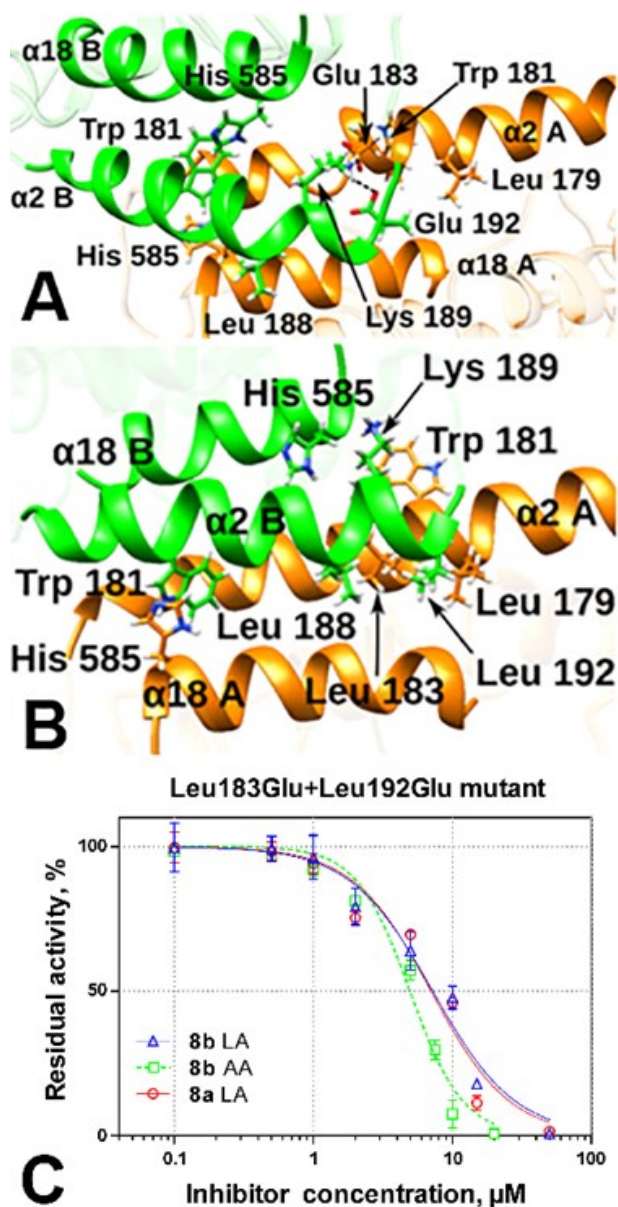 α18 B
His 585
Glu 183
Trp 181
Trp 181
α2 A
α2 B
Leu 179
His 585
Glu 192
α18 A
A
Leu 188
Lys 189
His 585
Lys 189
α18 B
Trp 181
α2 B
α2 A
Trp 181
Leu 188
Leu 179
His 585
Leu 192
α18 A
Leu 183
B
Leu183Glu+Leu192Glu mutant
Residual activity, %
100
50
0
8b LA
8b AA
8a LA
0.1
1
10
100
Inhibitor concentration, µM
C